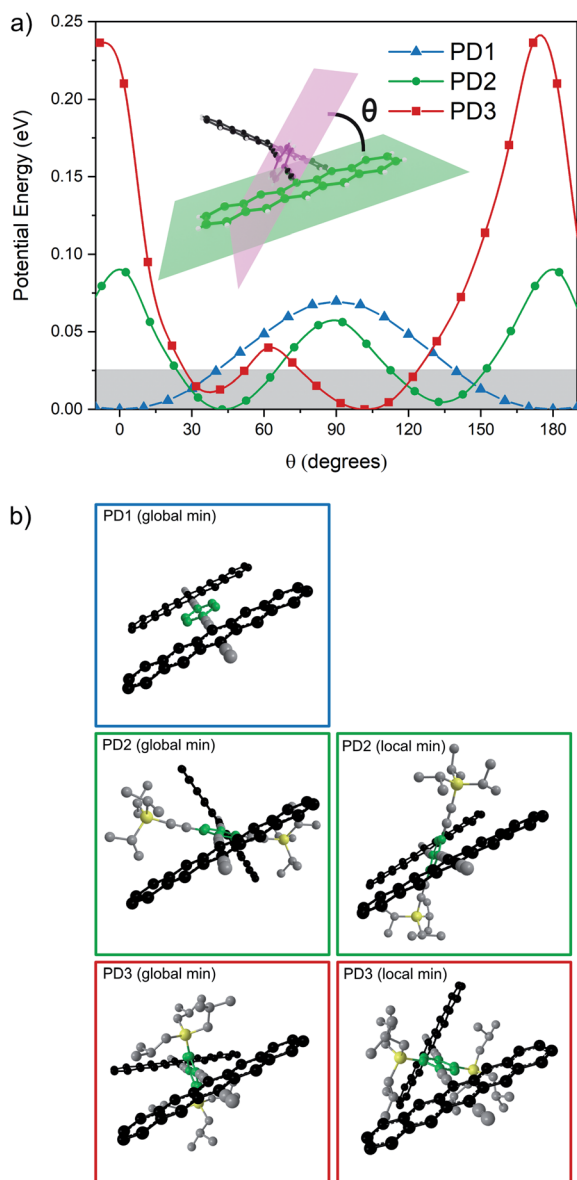 a)
0.25
0.20
0.15
0.10
0.05
0.00
Potential Energy (eV)
PD1
PD2
PD3
θ
0 30 60 90 120 150 180
θ (degrees)
b)
PD1 (global min)
PD2 (global min)
PD2 (local min)
PD3 (global min)
PD3 (local min)